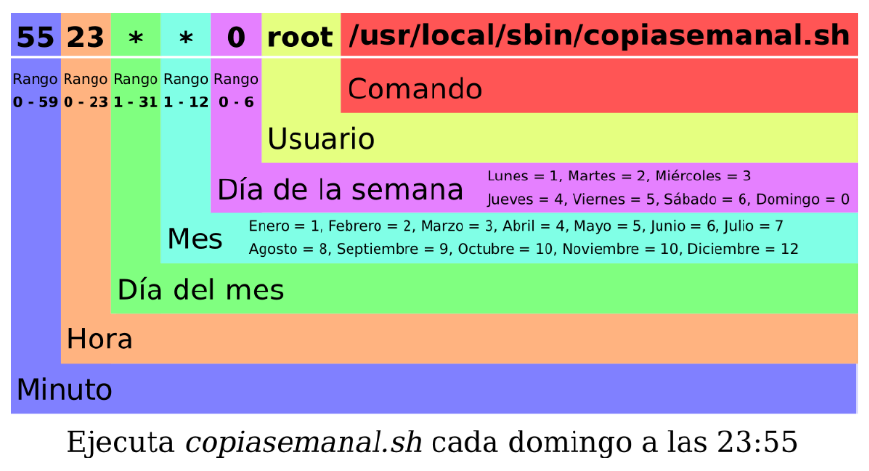 55 23 * * 0 root /usr/local/sbin/copiasemanal.sh
Rango Rango Rango Rango Rango
0 - 59 0 - 23 1 - 31 1 - 12 0 - 6
Comando
Usuario
Día de la semana
Lunes = 1, Martes = 2, Miércoles = 3
Jueves = 4, Viernes = 5, Sábado = 6, Domingo = 0
Mes
Enero = 1, Febrero = 2, Marzo = 3, Abril = 4, Mayo = 5, Junio = 6, Julio = 7
Agosto = 8, Septiembre = 9, Octubre = 10, Noviembre = 10, Diciembre = 12
Día del mes
Hora
Minuto
Ejecuta copiasemanal.sh cada domingo a las 23:55